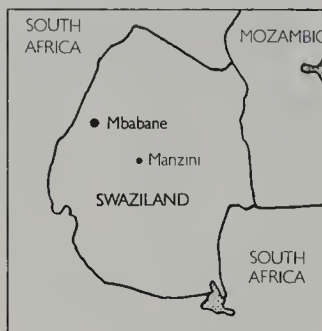 SOUTH
AFRICA
MOZAMBIC
Mbabane
Manzini
SWAZILAND
SOUTH
AFRICA